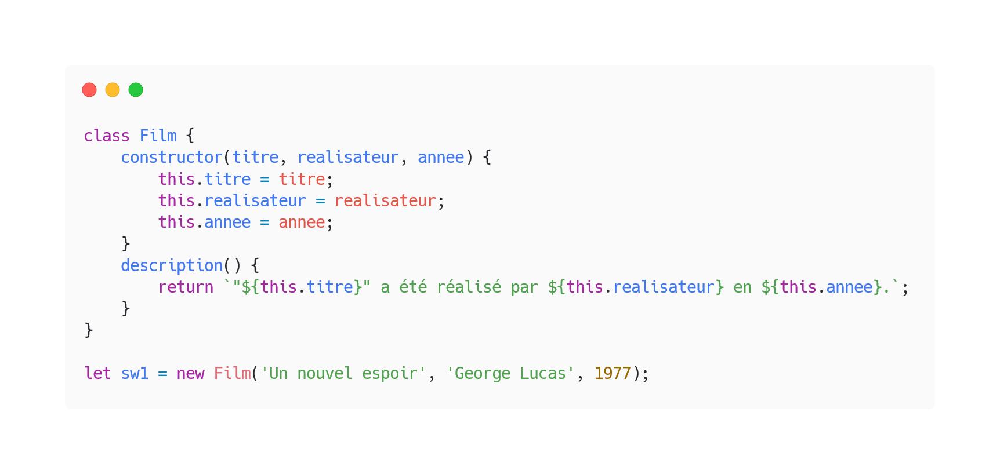 class Film {
    constructor(titre, realisateur, annee) {
        this.titre = titre;
        this.realisateur = realisateur;
        this.annee = annee;
    }
    description() {
        return `"${this.titre}" a été réalisé par ${this.realisateur} en ${this.annee}.`;
    }
}

let sw1 = new Film('Un nouvel espoir', 'George Lucas', 1977);